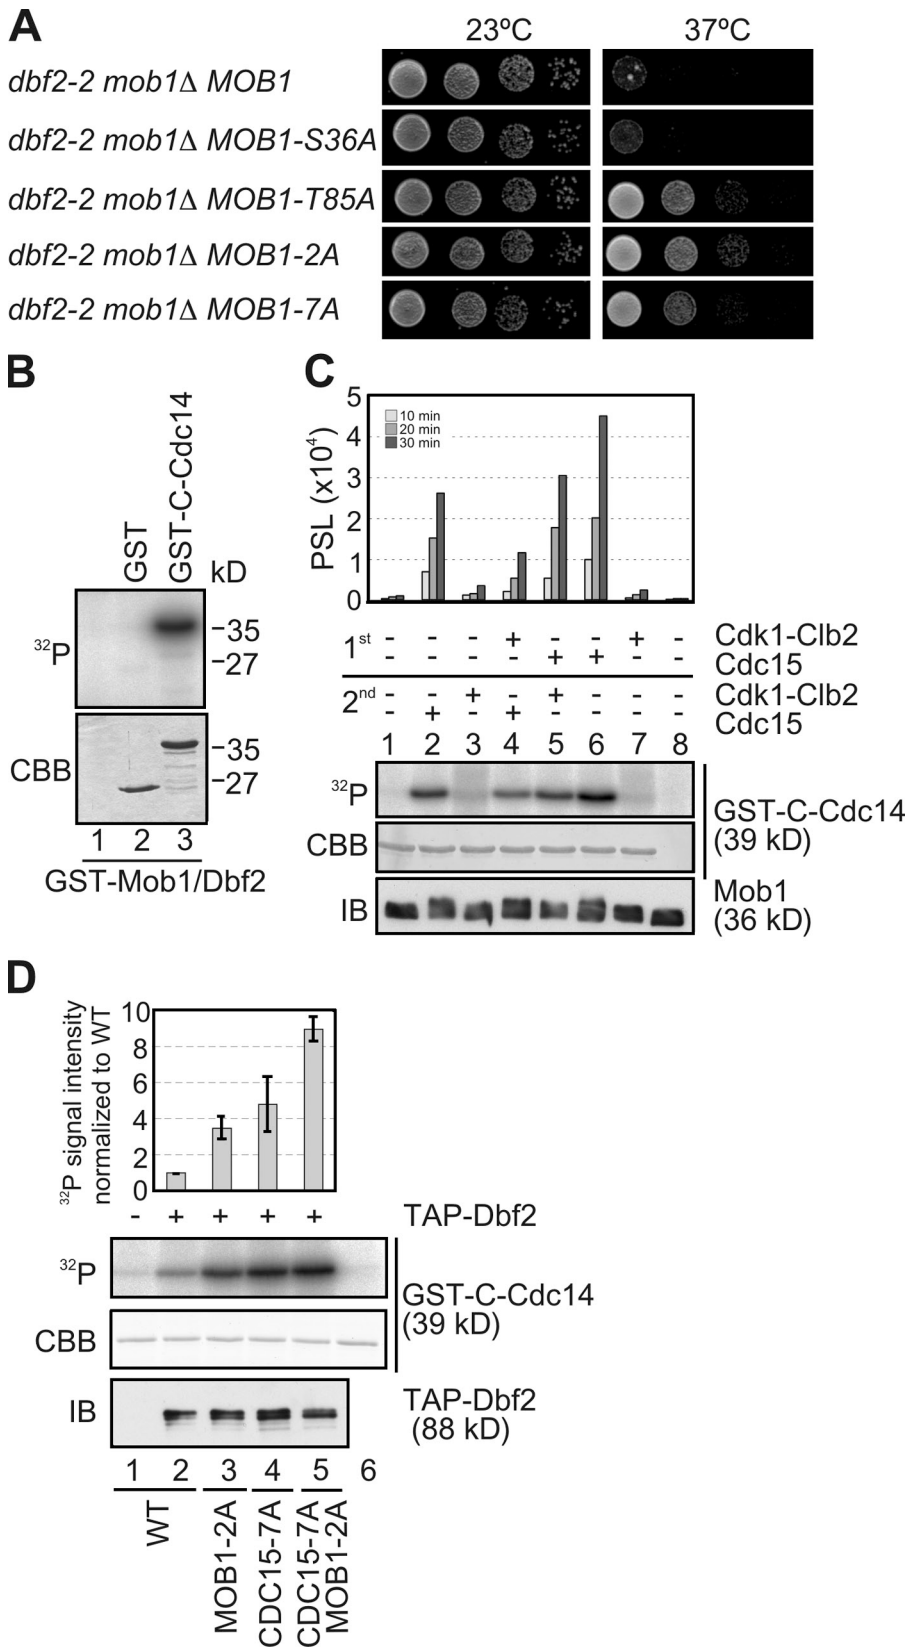 A
23ºC 37ºC
dbf2-2 mob1Δ MOB1
dbf2-2 mob1Δ MOB1-S36A
dbf2-2 mob1Δ MOB1-T85A
dbf2-2 mob1Δ MOB1-2A
dbf2-2 mob1Δ MOB1-7A
B
GST
GST-C-Cdc14
kD
32P
-35
-27
CBB
-35
-27
1 2 3
GST-Mob1/Dbf2
C
PSL (x10⁴)
5
4
3
2
1
0
10 min
20 min
30 min
1st
- - - + - - + - Cdk1-Clb2
- - - - + + - - Cdc15
2nd
- - + - + - - - Cdk1-Clb2
- + - + - - - - Cdc15
1 2 3 4 5 6 7 8
32P
CBB
GST-C-Cdc14
(39 kD)
IB
Mob1
(36 kD)
D
32P signal intensity
normalized to WT
10
8
6
4
2
0
- + + + + TAP-Dbf2
32P
CBB
GST-C-Cdc14
(39 kD)
IB
TAP-Dbf2
(88 kD)
1 2 3 4 5 6
WT
MOB1-2A
CDC15-7A
CDC15-7A
MOB1-2A